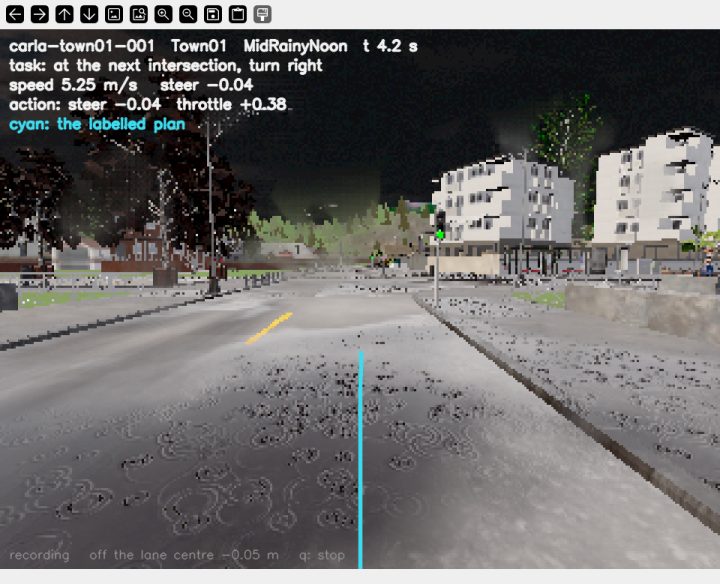 carla-town01-001 Town01 MidRainyNoon t 4.2 s
task: at the next intersection, turn right
speed 5.25 m/s steer -0.04
action: steer -0.04 throttle +0.38
cyan: the labelled plan
recording off the lane centre -0.05 m q: stop